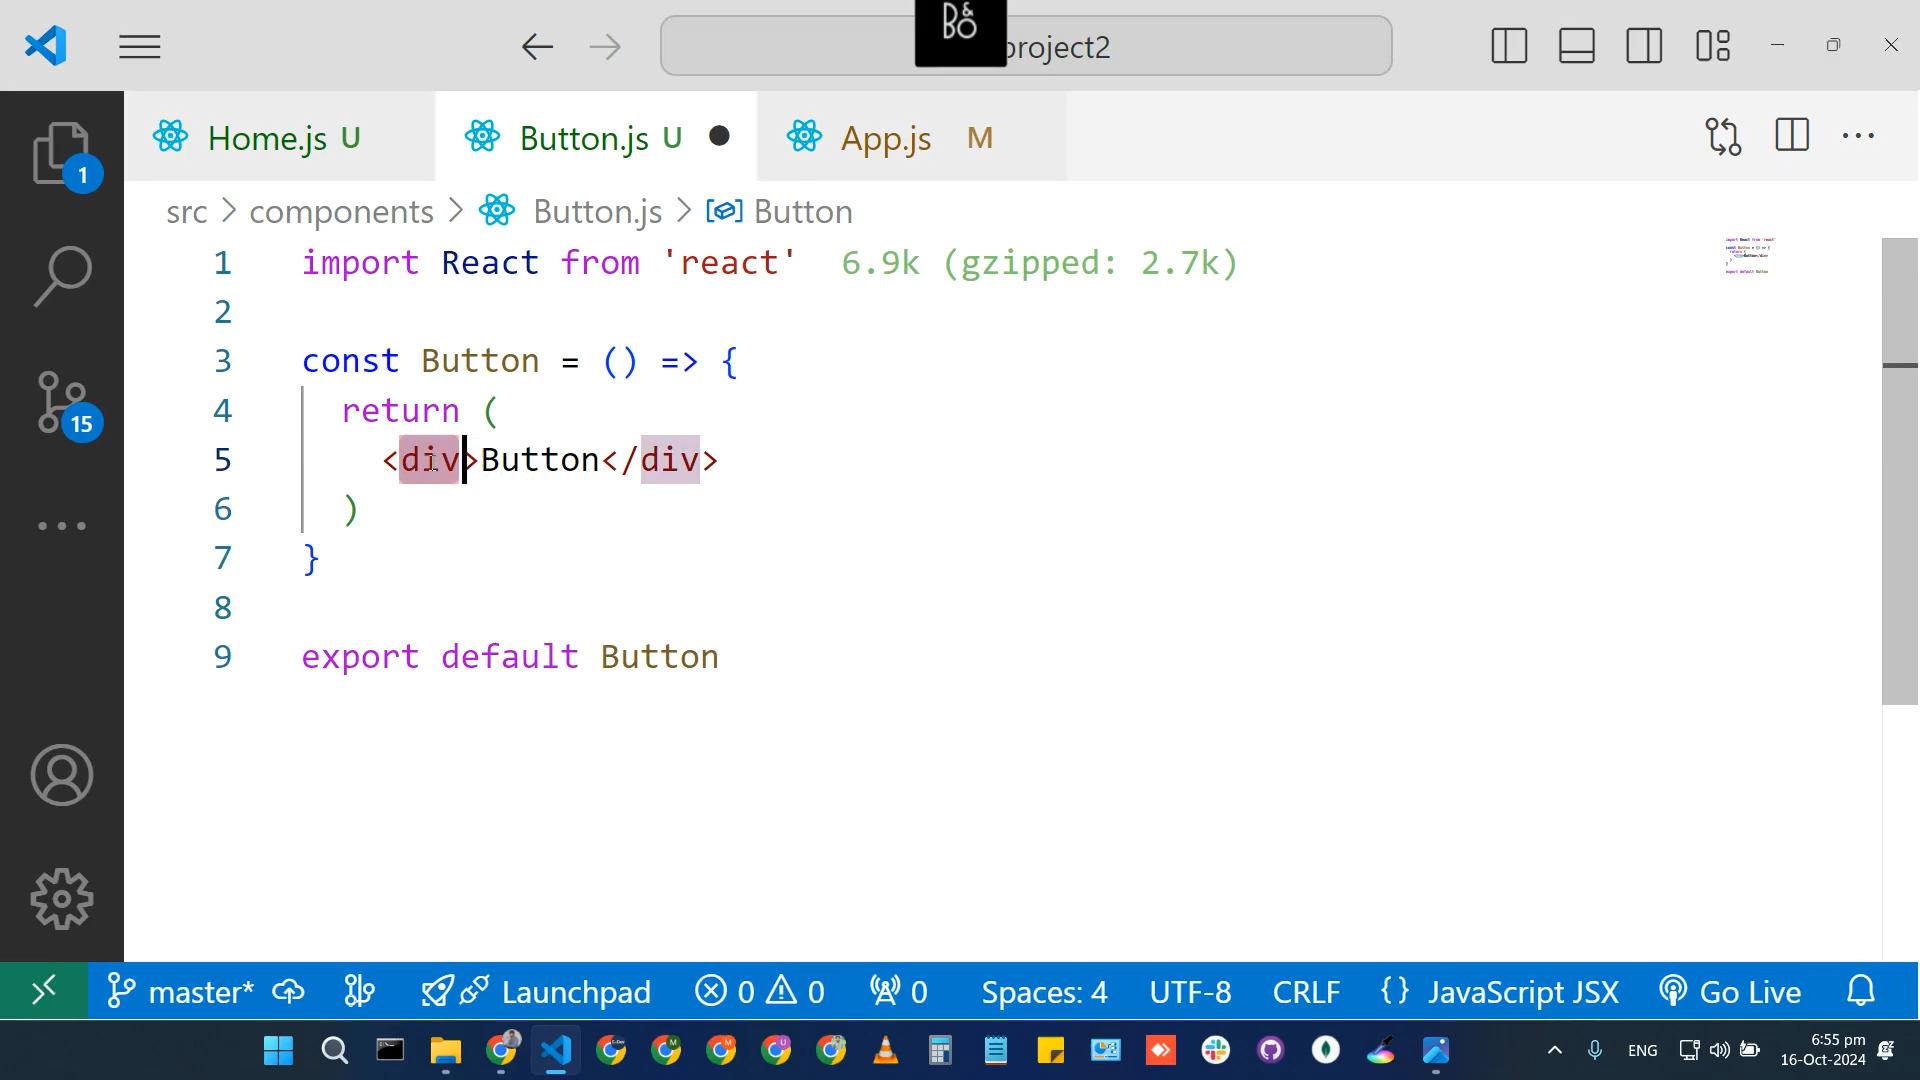 B&O
project2
Home.js U
Button.js U
App.js M
src > components > Button.js > Button
1 import React from 'react' 6.9k (gzipped: 2.7k)
2
3 const Button = () => {
4 return (
5 <div>Button</div>
6 )
7 }
8
9 export default Button
1
15
master* Launchpad 0 0 0 Spaces: 4 UTF-8 CRLF {} JavaScript JSX Go Live
ENG
6:55 pm
16-Oct-2024